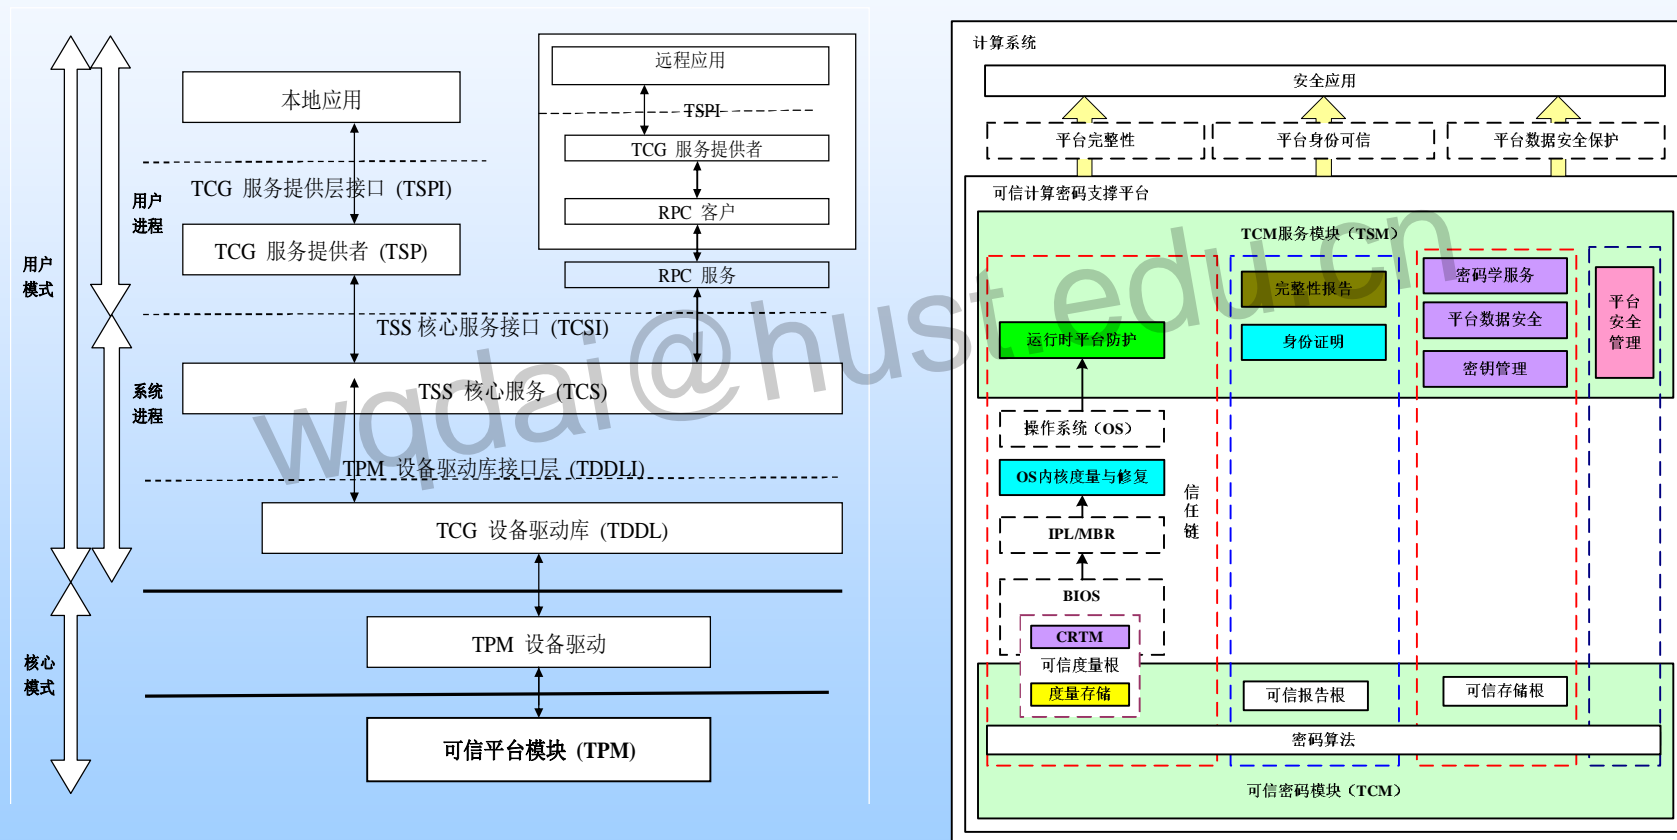 本地应用
TCG 服务提供层接口 (TSPI)
TCG 服务提供者 (TSP)
远程应用
TSPI
TCG 服务提供者
RPC 客户
RPC 服务
TSS 核心服务接口 (TCSI)
TSS 核心服务 (TCS)
TPM 设备驱动库接口层 (TDDLI)
TCG 设备驱动库 (TDDL)
TPM 设备驱动
可信平台模块 (TPM)
用户
模式
用户
进程
系统
进程
核心
模式
计算系统
安全应用
平台完整性
平台身份可信
平台数据安全保护
可信计算密码支撑平台
TCM服务模块（TSM）
运行时平台防护
完整性报告
身份证明
密码学服务
平台数据安全
密钥管理
平台
安全
管理
操作系统（OS）
OS内核度量与修复
IPL/MBR
BIOS
CRTM
可信度量根
度量存储
信
任
链
可信报告根
可信存储根
密码算法
可信密码模块（TCM）
wqdai@hust.edu.cn